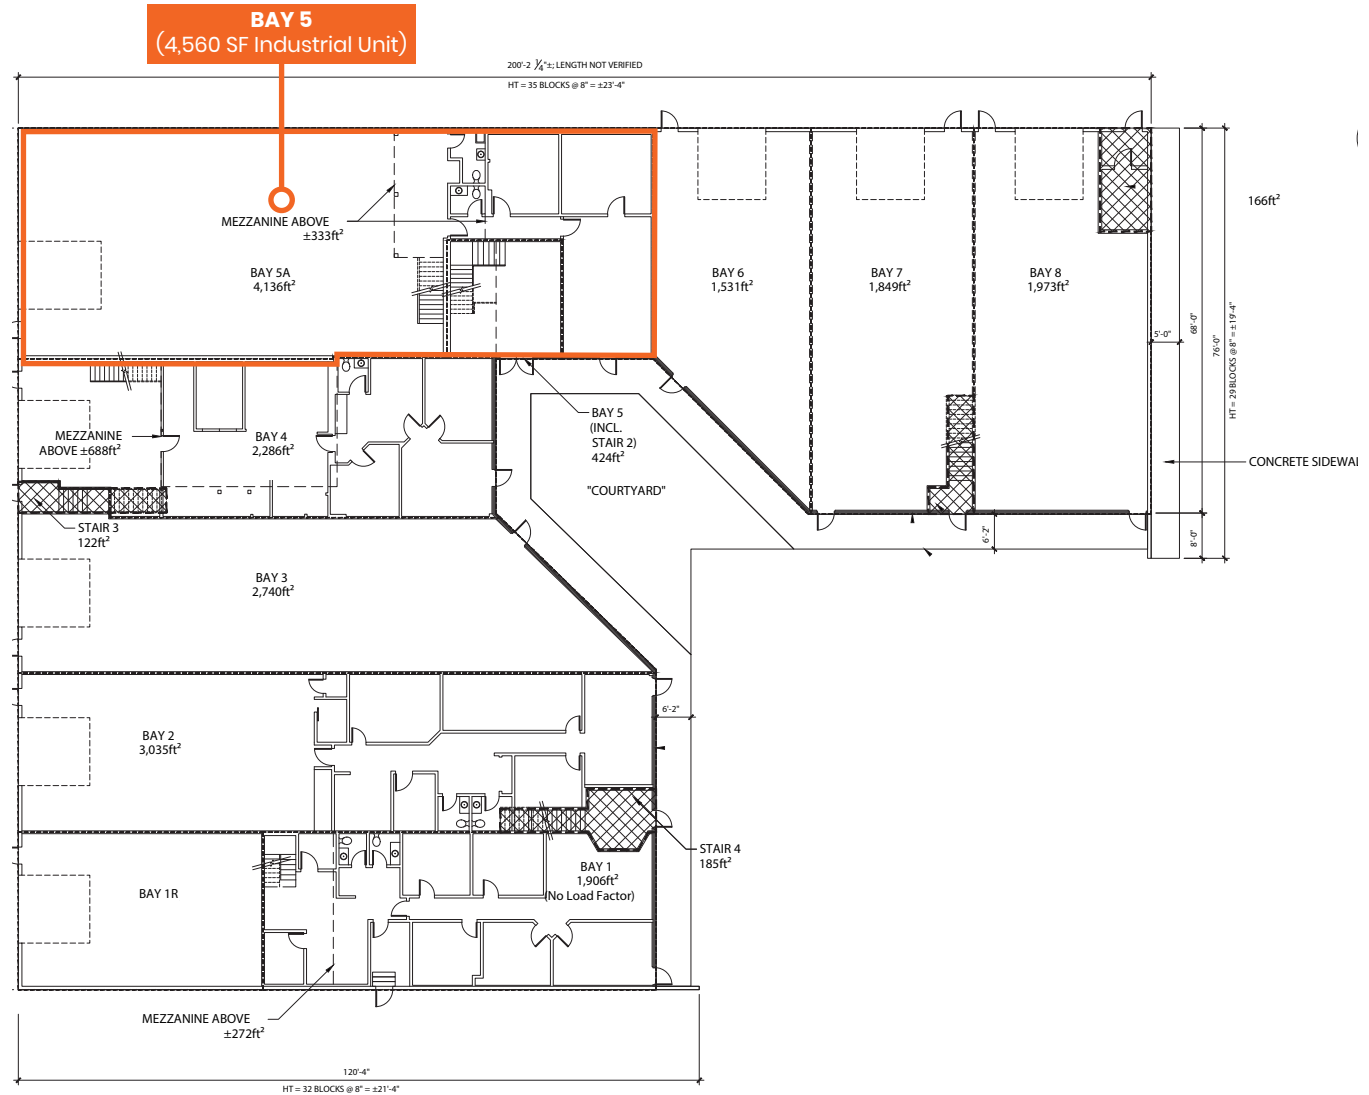 BAY 5
(4,560 SF Industrial Unit)
200'-2 ¼"±; LENGTH NOT VERIFIED
HT = 35 BLOCKS @ 8" = ±23'-4"
166ft²
MEZZANINE ABOVE
±333ft²
BAY 5A
4,136ft²
BAY 6
1,531ft²
BAY 7
1,849ft²
BAY 8
1,973ft²
5'-0"
68'-0"
76'-0"
HT = 29 BLOCKS @ 8" = ±19'-4"
MEZZANINE
ABOVE ±688ft²
BAY 4
2,286ft²
BAY 5
(INCL.
STAIR 2)
424ft²
"COURTYARD"
CONCRETE SIDEWAL
STAIR 3
122ft²
6'-2"
8'-0"
BAY 3
2,740ft²
6'-2"
BAY 2
3,035ft²
STAIR 4
185ft²
BAY 1
1,906ft²
(No Load Factor)
BAY 1R
MEZZANINE ABOVE
±272ft²
120'-4"
HT = 32 BLOCKS @ 8" = ±21'-4"